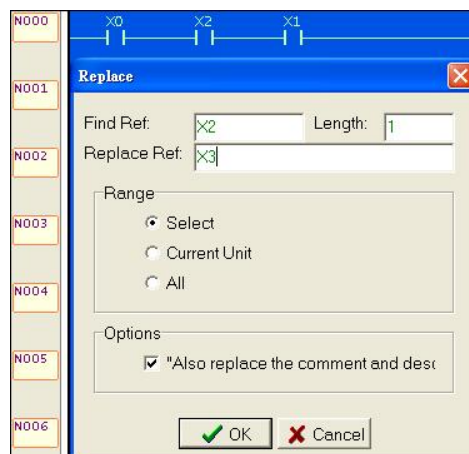 N000 X0 X2 X1
N001
N002
N003
N004
N005
N006
Replace
Find Ref: X2 Length: 1
Replace Ref: X3
Range
Select
Current Unit
All
Options
"Also replace the comment and desc
OK Cancel